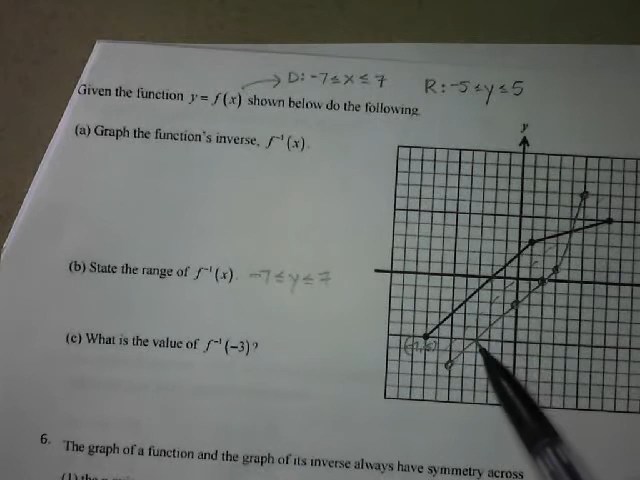 D: -7 ≤ x ≤ 7 R: -5 ≤ y ≤ 5
Given the function y = f(x) shown below do the following.
(a) Graph the function's inverse, f⁻¹(x).
y
(b) State the range of f⁻¹(x). -7 ≤ y ≤ 7
(c) What is the value of f⁻¹(-3)?
6. The graph of a function and the graph of its inverse always have symmetry across